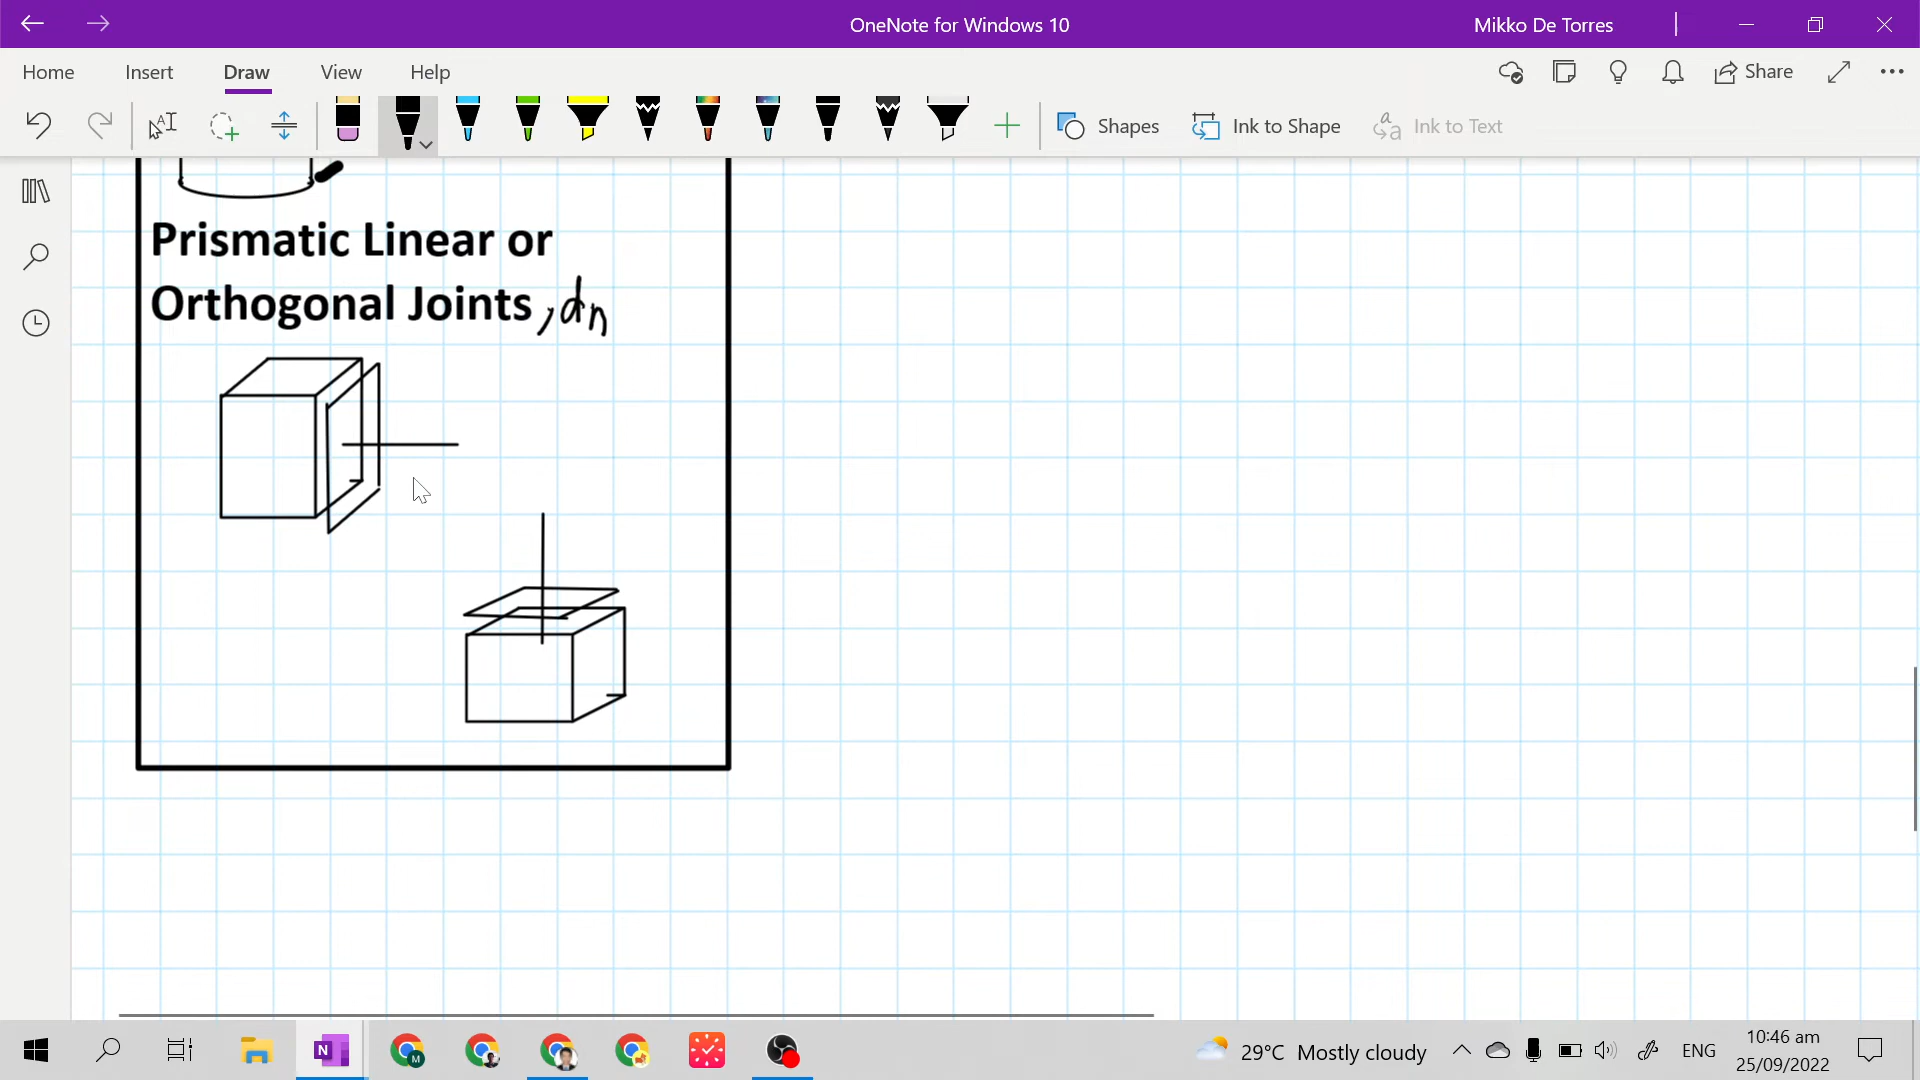 OneNote for Windows 10
Mikko De Torres
Home Insert Draw View Help
Share
Shapes
Ink to Shape
Ink to Text
Prismatic Linear or
Orthogonal Joints , dn
29°C Mostly cloudy
ENG
10:46 am
25/09/2022